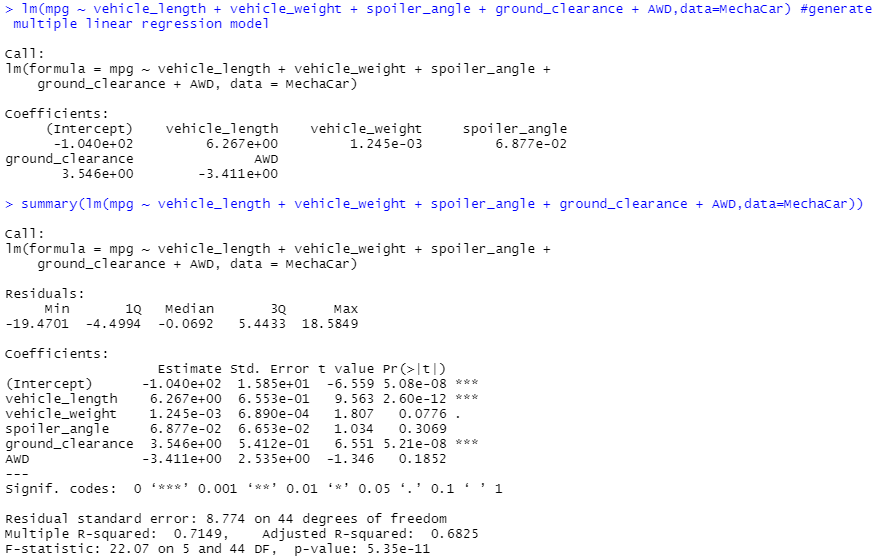 > lm(mpg ~ vehicle_length + vehicle_weight + spoiler_angle + ground_clearance + AWD,data=MechaCar) #generate
 multiple linear regression model

Call:
lm(formula = mpg ~ vehicle_length + vehicle_weight + spoiler_angle + 
    ground_clearance + AWD, data = MechaCar)

Coefficients:
     (Intercept)    vehicle_length    vehicle_weight     spoiler_angle
      -1.040e+02         6.267e+00         1.245e-03         6.877e-02
ground_clearance               AWD
       3.546e+00        -3.411e+00

> summary(lm(mpg ~ vehicle_length + vehicle_weight + spoiler_angle + ground_clearance + AWD,data=MechaCar))

Call:
lm(formula = mpg ~ vehicle_length + vehicle_weight + spoiler_angle + 
    ground_clearance + AWD, data = MechaCar)

Residuals:
     Min       1Q   Median       3Q      Max
-19.4701  -4.4994  -0.0692   5.4433  18.5849

Coefficients:
                   Estimate Std. Error t value Pr(>|t|)
(Intercept)      -1.040e+02  1.585e+01  -6.559 5.08e-08 ***
vehicle_length    6.267e+00  6.553e-01   9.563 2.60e-12 ***
vehicle_weight    1.245e-03  6.890e-04   1.807   0.0776 .
spoiler_angle     6.877e-02  6.653e-02   1.034   0.3069
ground_clearance  3.546e+00  5.412e-01   6.551 5.21e-08 ***
AWD              -3.411e+00  2.535e+00  -1.346   0.1852
---
Signif. codes:  0 ‘***’ 0.001 ‘**’ 0.01 ‘*’ 0.05 ‘.’ 0.1 ‘ ’ 1

Residual standard error: 8.774 on 44 degrees of freedom
Multiple R-squared:  0.7149,    Adjusted R-squared:  0.6825
F-statistic: 22.07 on 5 and 44 DF,  p-value: 5.35e-11